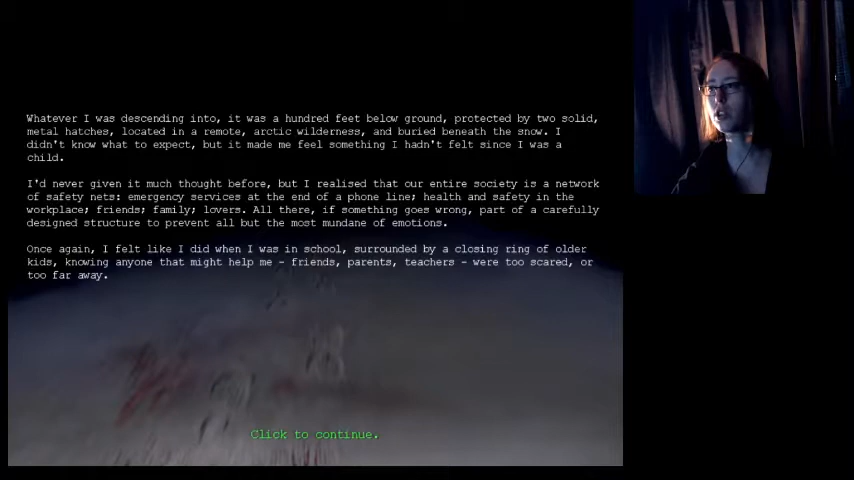 Whatever I was descending into, it was a hundred feet below ground, protected by two solid,
metal hatches, located in a remote, arctic wilderness, and buried beneath the snow. I
didn't know what to expect, but it made me feel something I hadn't felt since I was a
child.
I'd never given it much thought before, but I realised that our entire society is a network
of safety nets: emergency services at the end of a phone line; health and safety in the
workplace; friends; family; lovers. All there, if something goes wrong, part of a carefully
designed structure to prevent all but the most mundane of emotions.
Once again, I felt like I did when I was in school, surrounded by a closing ring of older
kids, knowing anyone that might help me - friends, parents, teachers - were too scared, or
too far away.
Click to continue.